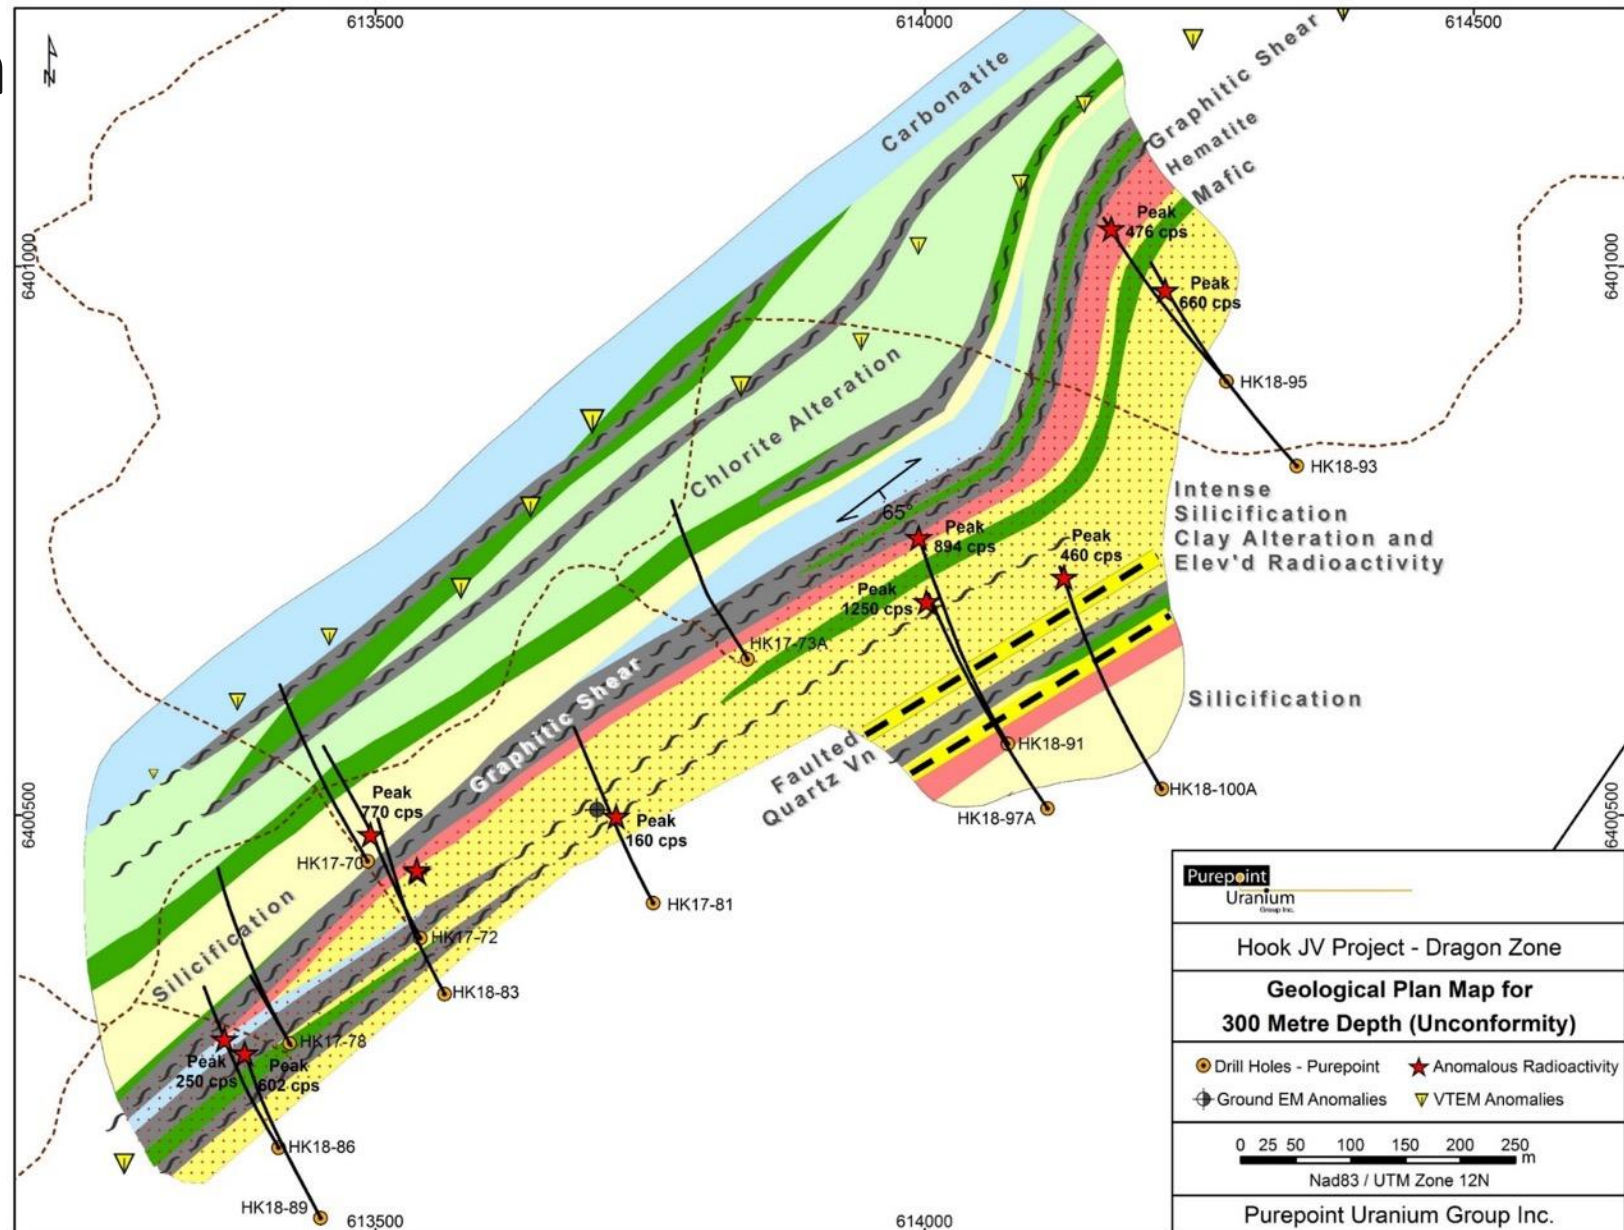 613500
614000
614500
N
Graphitic Shear
Carbonatite
Hematite
Mafic
Peak
476 cps
6401000
6401000
Peak
660 cps
HK18-95
Chlorite Alteration
HK18-93
65°
Intense
Silicification
Clay Alteration and
Elev'd Radioactivity
Peak
894 cps
Peak
460 cps
Peak
1250 cps
HK17-73A
Graphitic Shear
Silicification
Faulted
Quartz Vn
HK18-91
HK18-100A
HK18-97A
Peak
770 cps
Peak
160 cps
6400500
6400500
HK17-70
HK17-81
Silicification
HK17-72
HK18-83
HK17-78
Peak
250 cps
Peak
602 cps
HK18-86
HK18-89
613500
614000
Purepoint
Uranium
Group Inc.
Hook JV Project - Dragon Zone
Geological Plan Map for
300 Metre Depth (Unconformity)
Drill Holes - Purepoint
Anomalous Radioactivity
Ground EM Anomalies
VTEM Anomalies
0 25 50 100 150 200 250
m
Nad83 / UTM Zone 12N
Purepoint Uranium Group Inc.